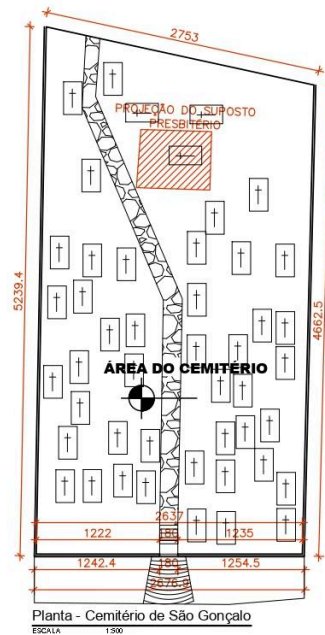 2753
PROJEÇÃO DO SUPOSTO
PRESBITÉRIO
5239.4
4662.5
ÁREA DO CEMITÉRIO
2637
1222 180 1235
1242.4 180 1254.5
2676.9
Planta - Cemitério de São Gonçalo
ESCALA 1:500